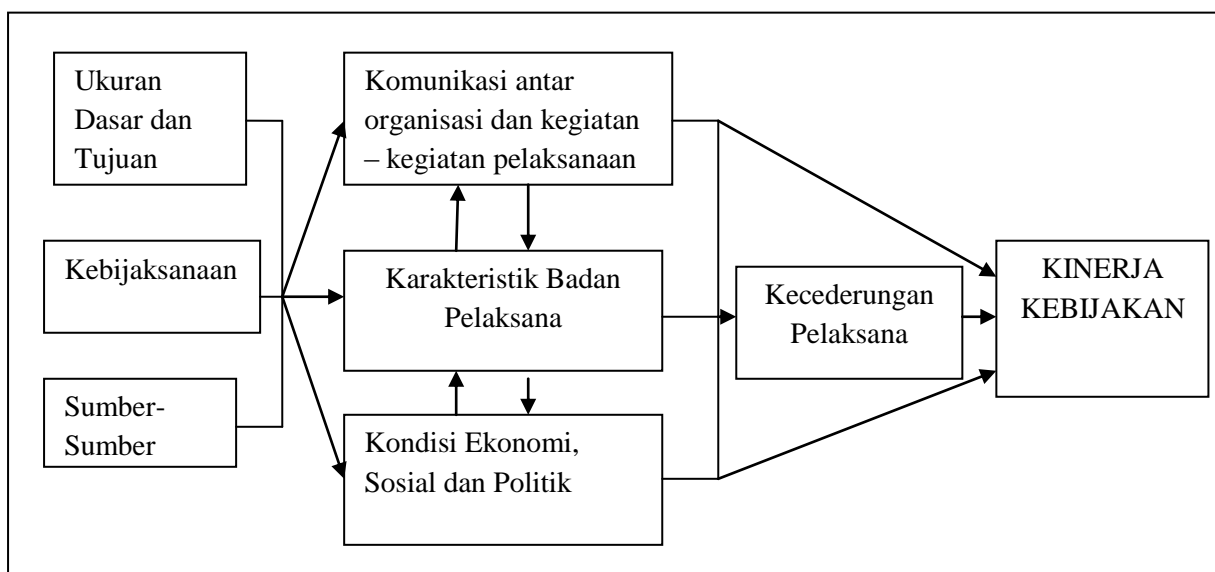 Ukuran
Dasar dan
Tujuan
Kebijaksanaan
Sumber-
Sumber
Komunikasi antar
organisasi dan kegiatan
– kegiatan pelaksanaan
Karakteristik Badan
Pelaksana
Kondisi Ekonomi,
Sosial dan Politik
Kecederungan
Pelaksana
KINERJA
KEBIJAKAN